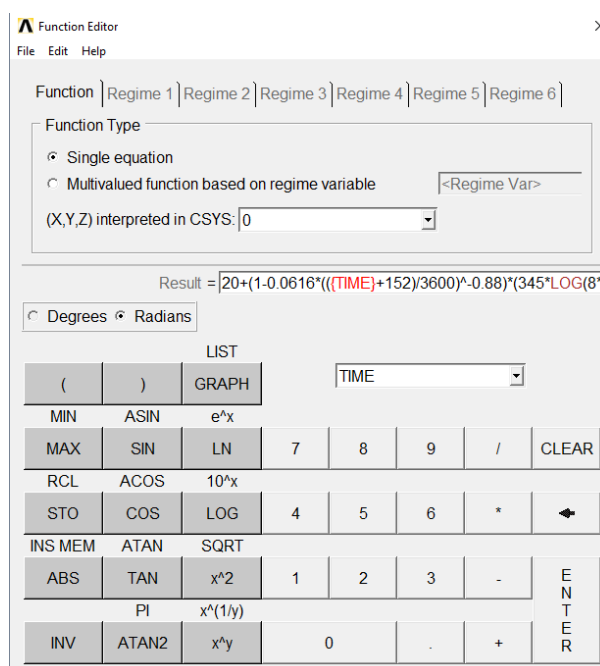 Function Editor
File Edit Help
Function Regime 1 Regime 2 Regime 3 Regime 4 Regime 5 Regime 6
Function Type
Single equation
Multivalued function based on regime variable <Regime Var>
(X,Y,Z) interpreted in CSYS: 0
Result = 20+(1-0.0616*(({TIME}+152)/3600)^-0.88)*(345*LOG(8*
Degrees Radians
LIST
( ) GRAPH TIME
MIN ASIN e^x
MAX SIN LN 7 8 9 / CLEAR
RCL ACOS 10^x
STO COS LOG 4 5 6 *
INS MEM ATAN SQRT
ABS TAN x^2 1 2 3 - ENTER
PI x^(1/y)
INV ATAN2 x^y 0 . +